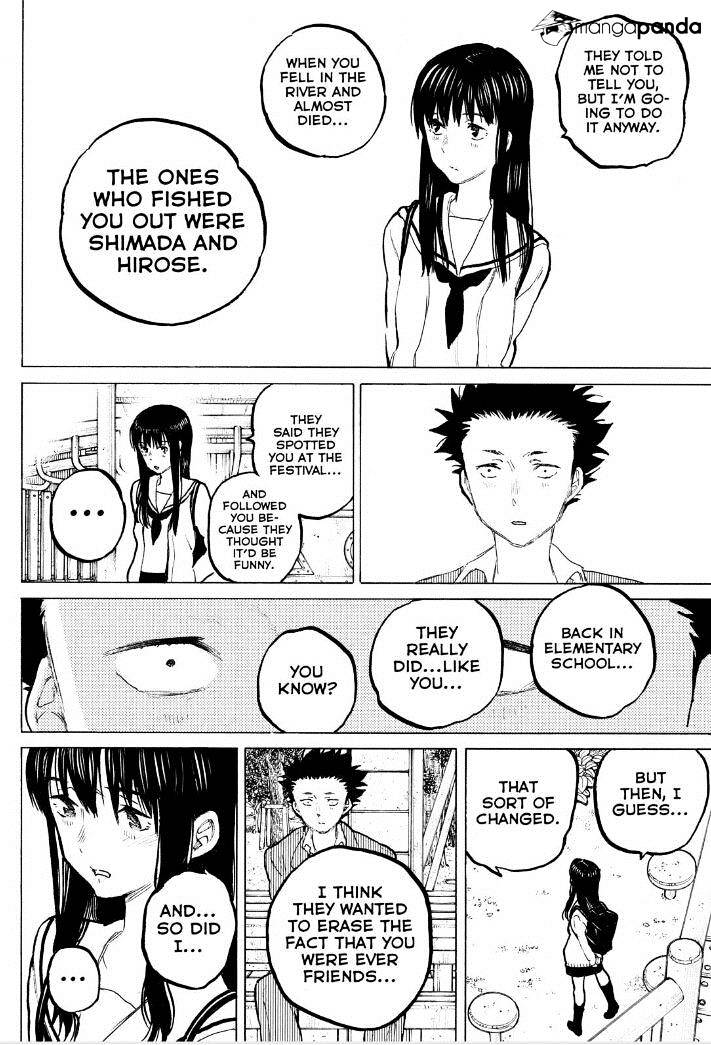 mangapanda
THEY TOLD
ME NOT TO
TELL YOU,
BUT I'M GO-
ING TO DO
IT ANYWAY.
WHEN YOU
FELL IN THE
RIVER AND
ALMOST
DIED...
THE ONES
WHO FISHED
YOU OUT WERE
SHIMADA AND
HIROSE.
THEY
SAID THEY
SPOTTED
YOU AT THE
FESTIVAL...
AND
FOLLOWED
YOU BE-
CAUSE THEY
THOUGHT
IT'D BE
FUNNY.
...
BACK IN
ELEMENTARY
SCHOOL...
THEY
REALLY
DID...LIKE
YOU...
YOU
KNOW?
BUT
THEN, I
GUESS...
THAT
SORT OF
CHANGED.
I THINK
THEY WANTED
TO ERASE THE
FACT THAT YOU
WERE EVER
FRIENDS...
AND...
SO DID
I...
...